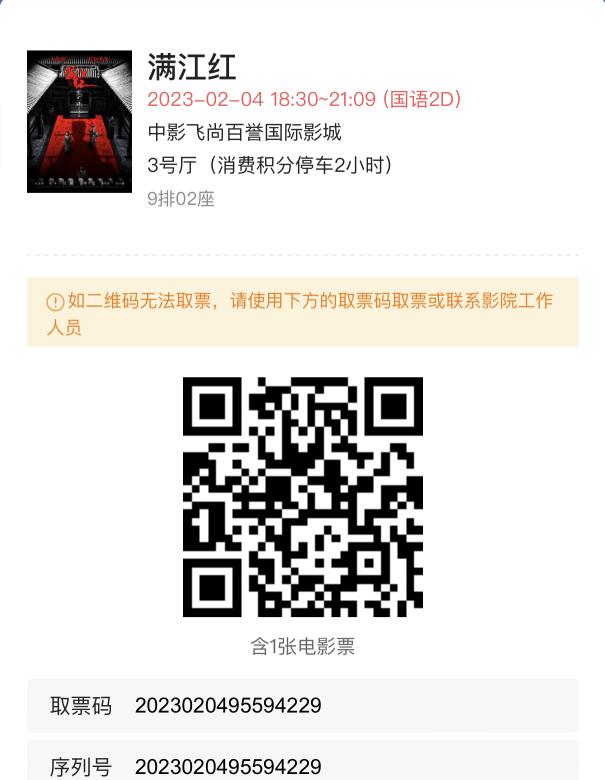 满江红
2023-02-04 18:30~21:09 (国语2D)
中影飞尚百誉国际影城
3号厅（消费积分停车2小时）
9排02座
如二维码无法取票，请使用下方的取票码取票或联系影院工作
人员
含1张电影票
取票码 2023020495594229
序列号 2023020495594229